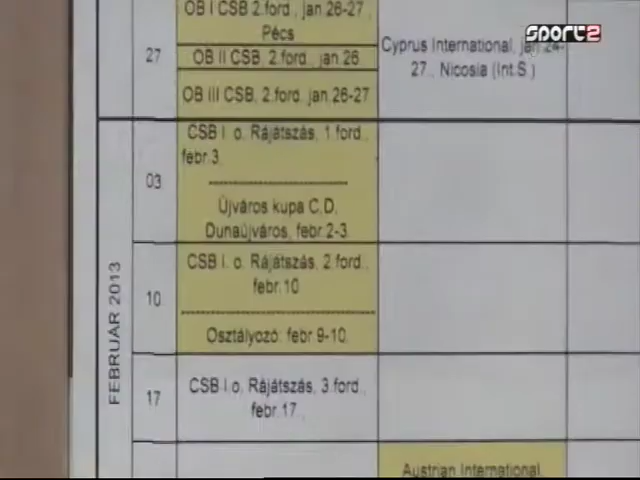 sport2
27
OB I CSB 2.ford., jan 26-27,
Pécs
OB II CSB, 2.ford, jan 26
OB III CSB, 2.ford, jan 26-27
Cyprus International, jan 24-
27., Nicosia (Int.S.)
FEBRUÁR 2013
03
CSB I. o. Rájátszás, 1 ford.,
febr.3.
Újváros kupa C,D,
Dunaújváros, febr.2-3.
10
CSB I. o. Rájátszás, 2 ford.,
febr.10
Osztályozó: febr 9-10.
17
CSB I.o. Rájátszás, 3 ford.,
febr.17.,
Austrian International,